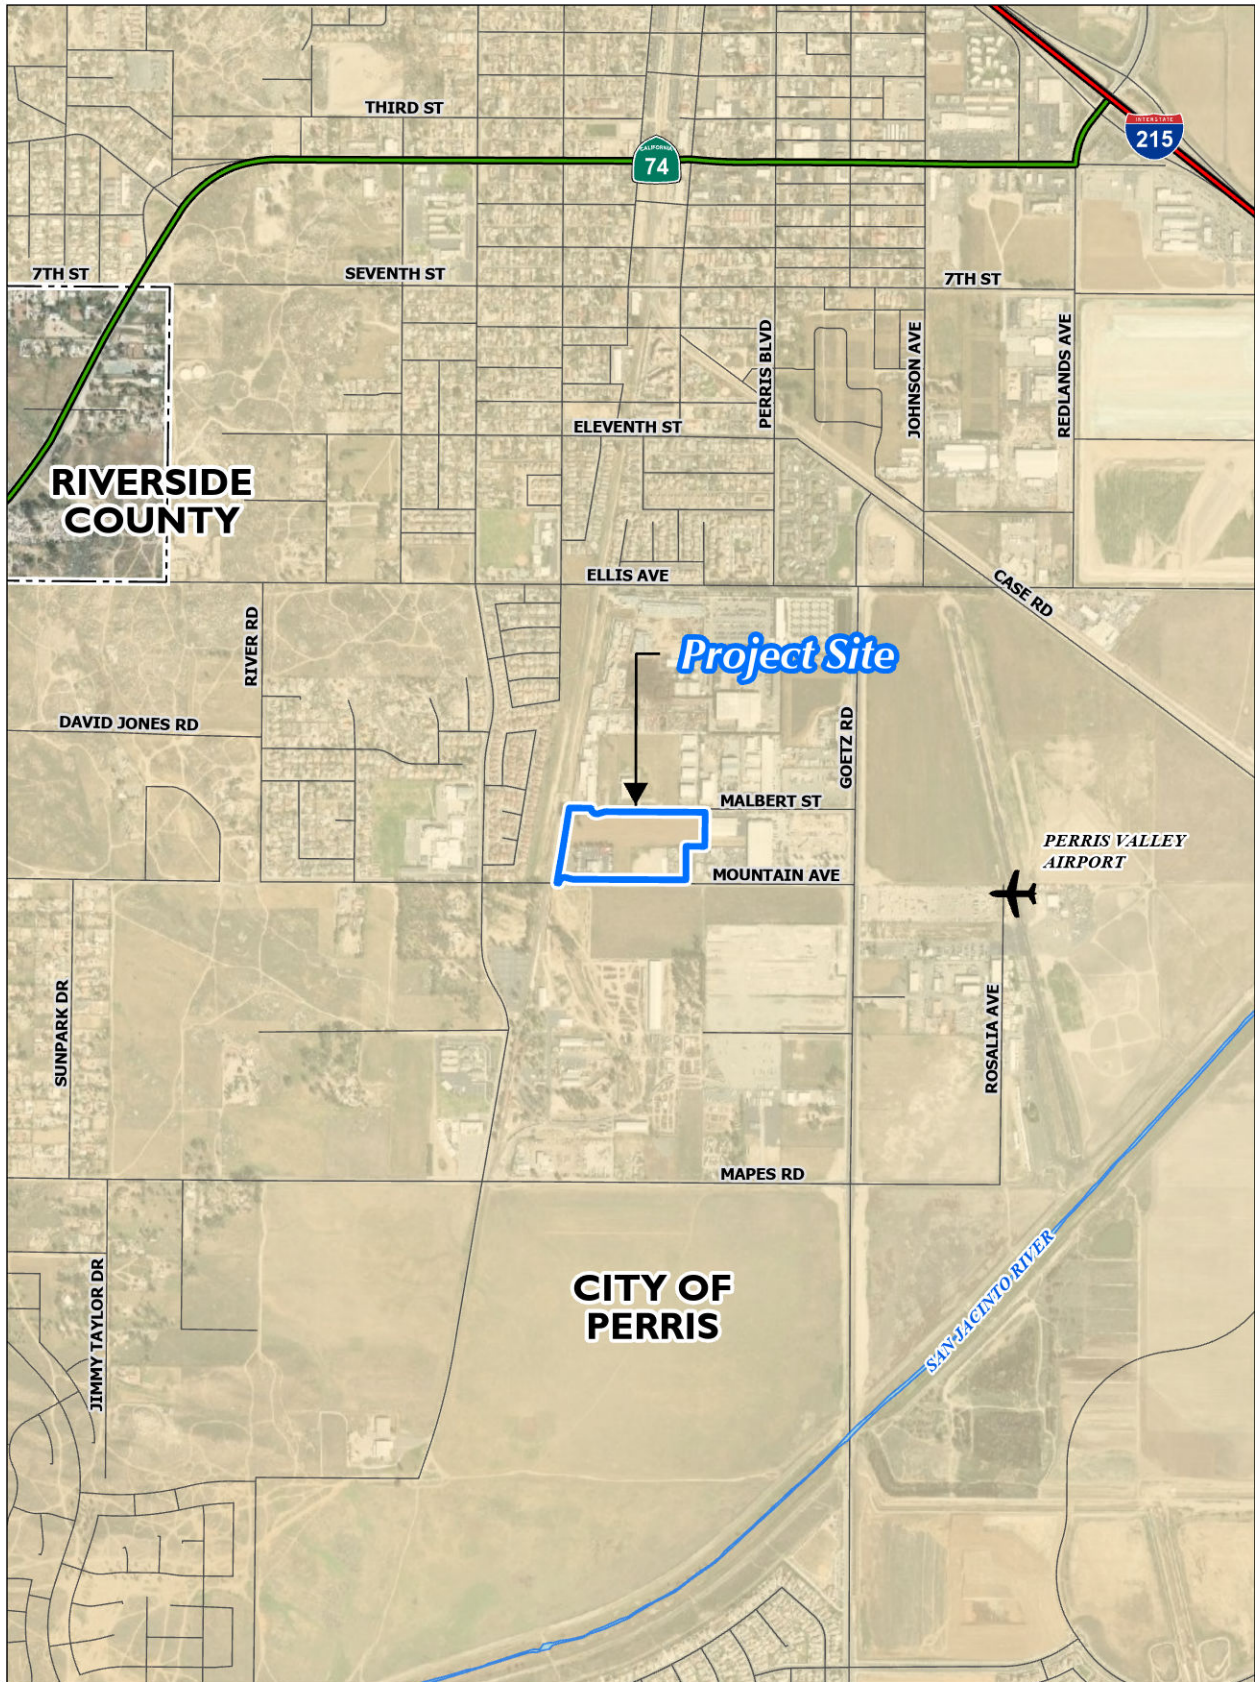 THIRD ST
CALIFORNIA
74
INTERSTATE
215
7TH ST
SEVENTH ST
7TH ST
PERRIS BLVD
JOHNSON AVE
REDLANDS AVE
ELEVENTH ST
RIVERSIDE
COUNTY
ELLIS AVE
CASE RD
RIVER RD
Project Site
DAVID JONES RD
GOETZ RD
MALBERT ST
PERRIS VALLEY
AIRPORT
MOUNTAIN AVE
SUNPARK DR
ROSALIA AVE
MAPES RD
SAN JACINTO RIVER
JIMMY TAYLOR DR
CITY OF
PERRIS